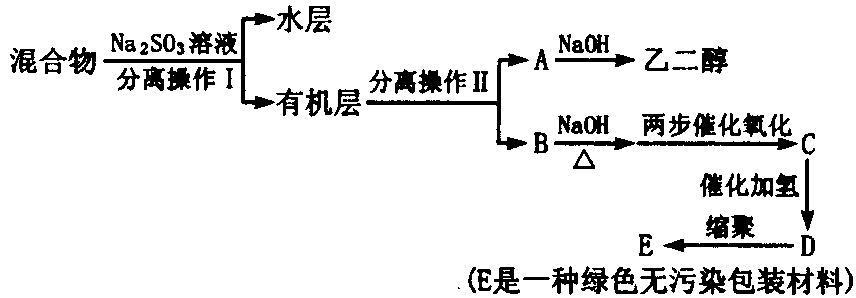 混合物
Na₂SO₃溶液
分离操作Ⅰ
水层
有机层
分离操作Ⅱ
A
NaOH
乙二醇
B
NaOH
△
两步催化氧化
C
催化加氢
D
缩聚
E
(E是一种绿色无污染包装材料)